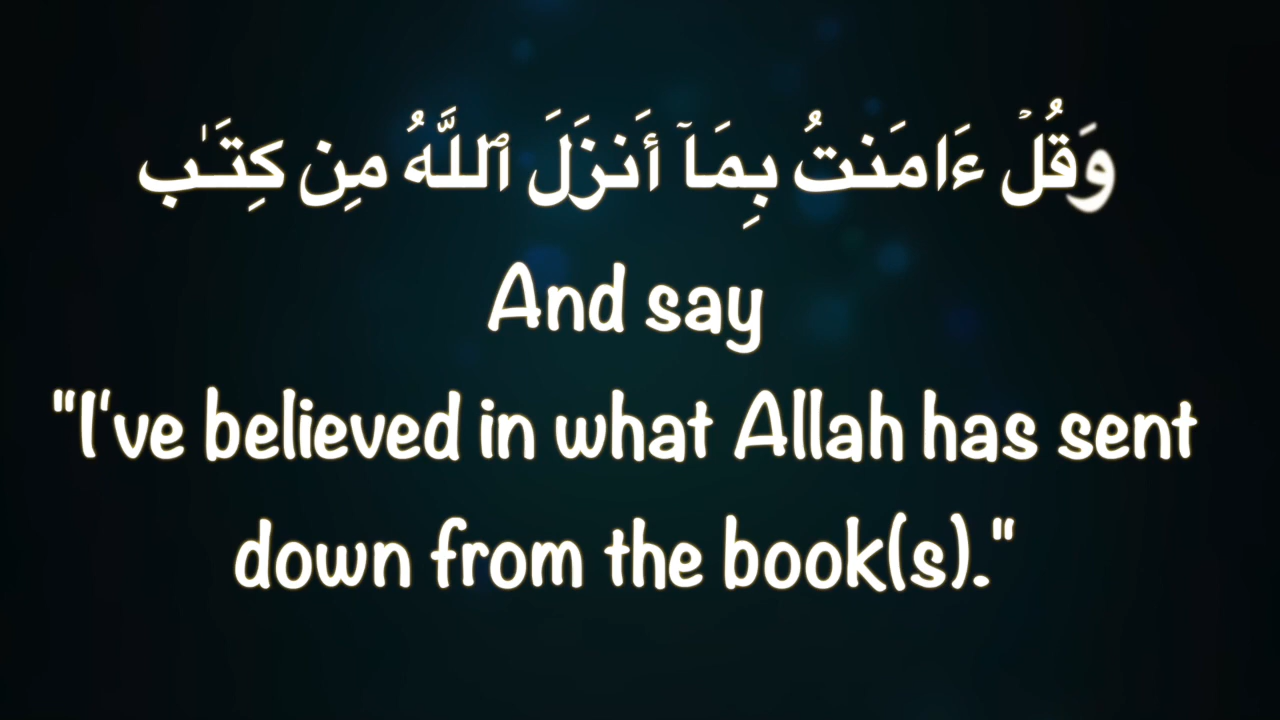 وَقُلۡ ءَامَنتُ بِمَآ أَنزَلَ ٱللَّهُ مِن كِتَـٰب
And say
"I've believed in what Allah has sent
down from the book(s)."